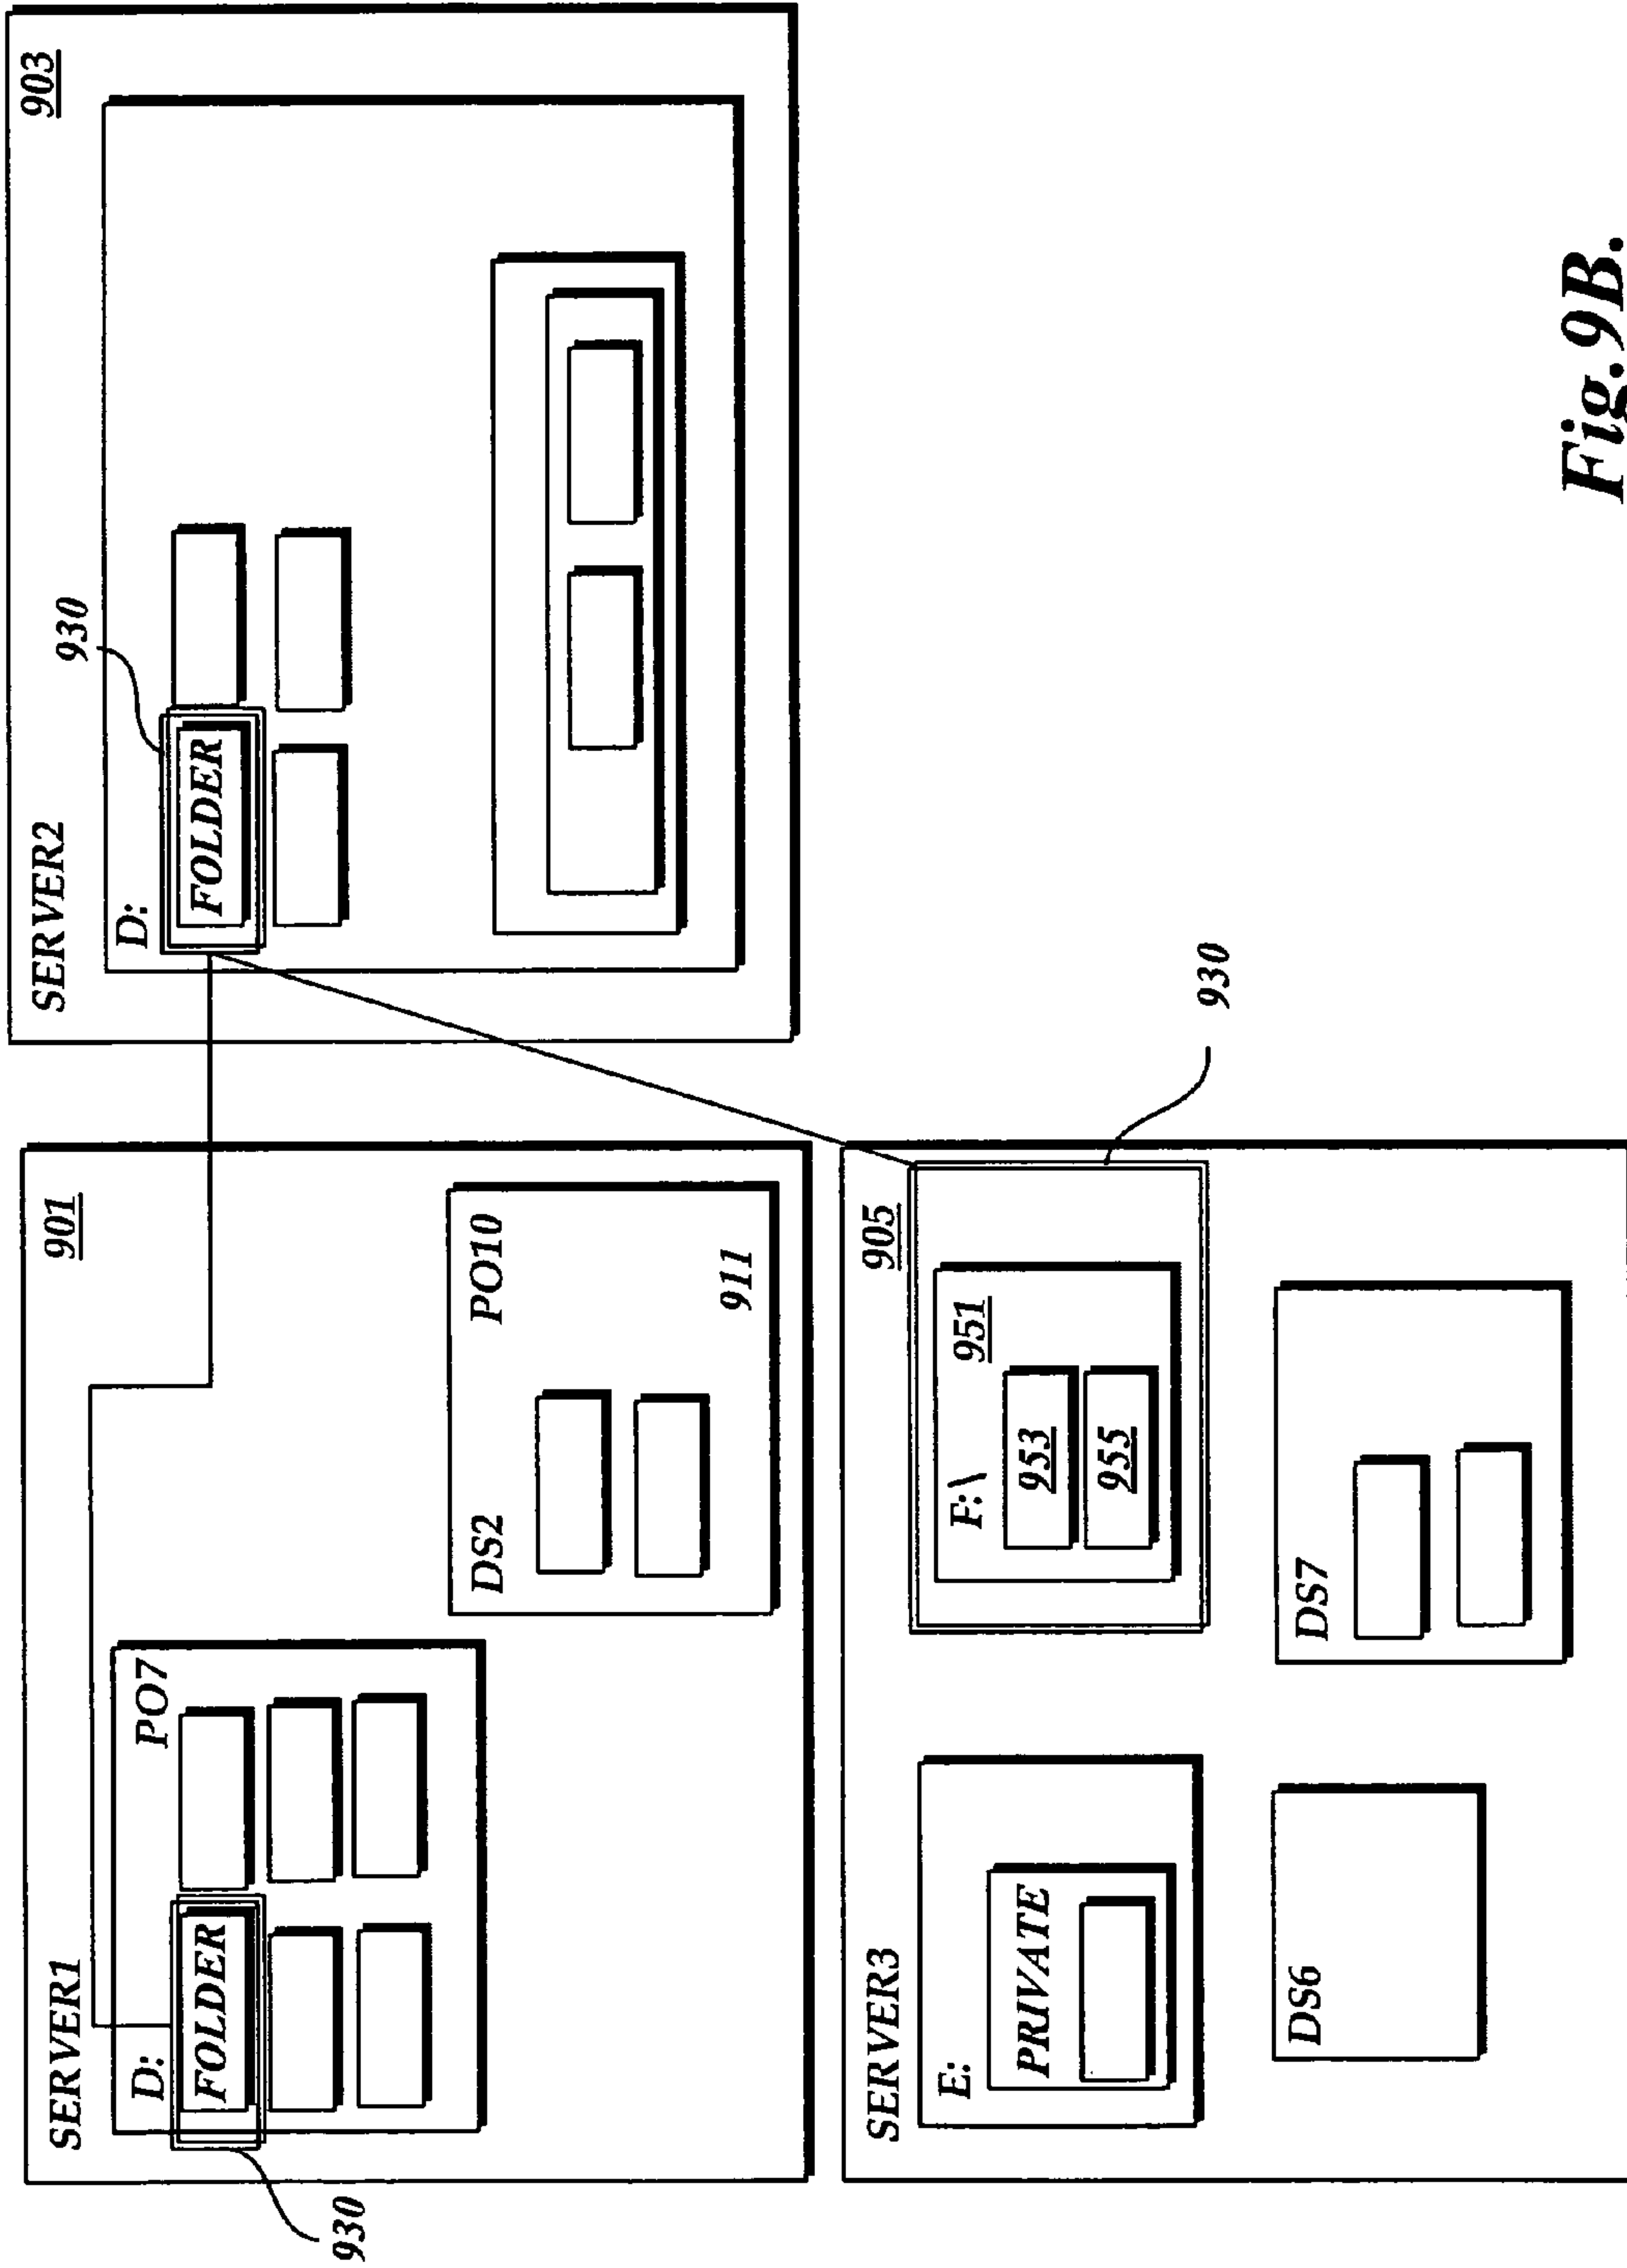 SERVER1
901
D:
PO7
FOLDER
930
DS2
PO10
911
SERVER2
903
930
D:
FOLDER
SERVER3
905
E:
PRIVATE
F:\
951
953
955
930
DS6
DS7
Fig.9B.